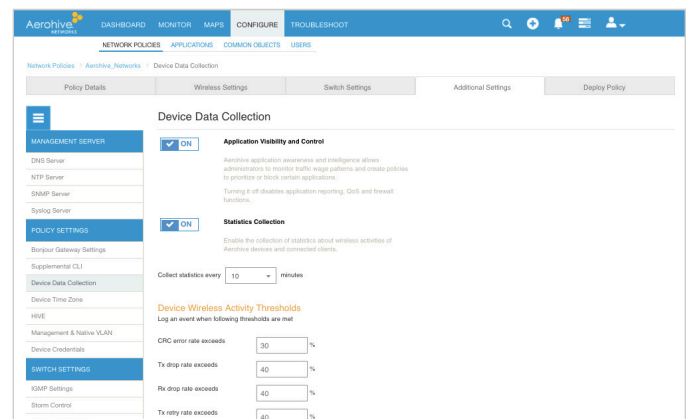 Aerohive
NETWORKS
DASHBOARD MONITOR MAPS CONFIGURE TROUBLESHOOT
NETWORK POLICIES APPLICATIONS COMMON OBJECTS USERS
Network Policies > Aerohive_Networks > Device Data Collection
Policy Details Wireless Settings Switch Settings Additional Settings Deploy Policy
Device Data Collection
MANAGEMENT SERVER
DNS Server
NTP Server
SNMP Server
Syslog Server
POLICY SETTINGS
Bonjour Gateway Settings
Supplemental CLI
Device Data Collection
Device Time Zone
HIVE
Management & Native VLAN
Device Credentials
SWITCH SETTINGS
IGMP Settings
Storm Control
ON Application Visibility and Control
Aerohive application awareness and intelligence allows
administrators to monitor traffic wage patterns and create policies
to prioritize or block certain applications.
Turning it off disables application reporting, QoS and firewall
functions.
ON Statistics Collection
Enable the collection of statistics about wireless activities of
Aerohive devices and connected clients.
Collect statistics every 10 minutes
Device Wireless Activity Thresholds
Log an event when following thresholds are met
CRC error rate exceeds 30 %
Tx drop rate exceeds 40 %
Rx drop rate exceeds 40 %
Tx retry rate exceeds 40 %